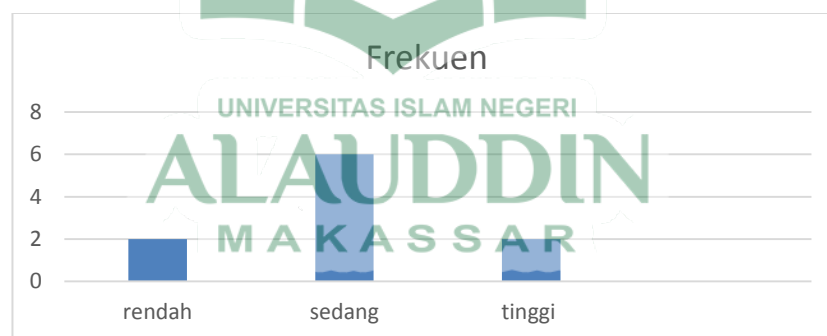 Frekuen
UNIVERSITAS ISLAM NEGERI
ALAUDDIN
MAKASSAR
8
6
4
2
0
rendah sedang tinggi